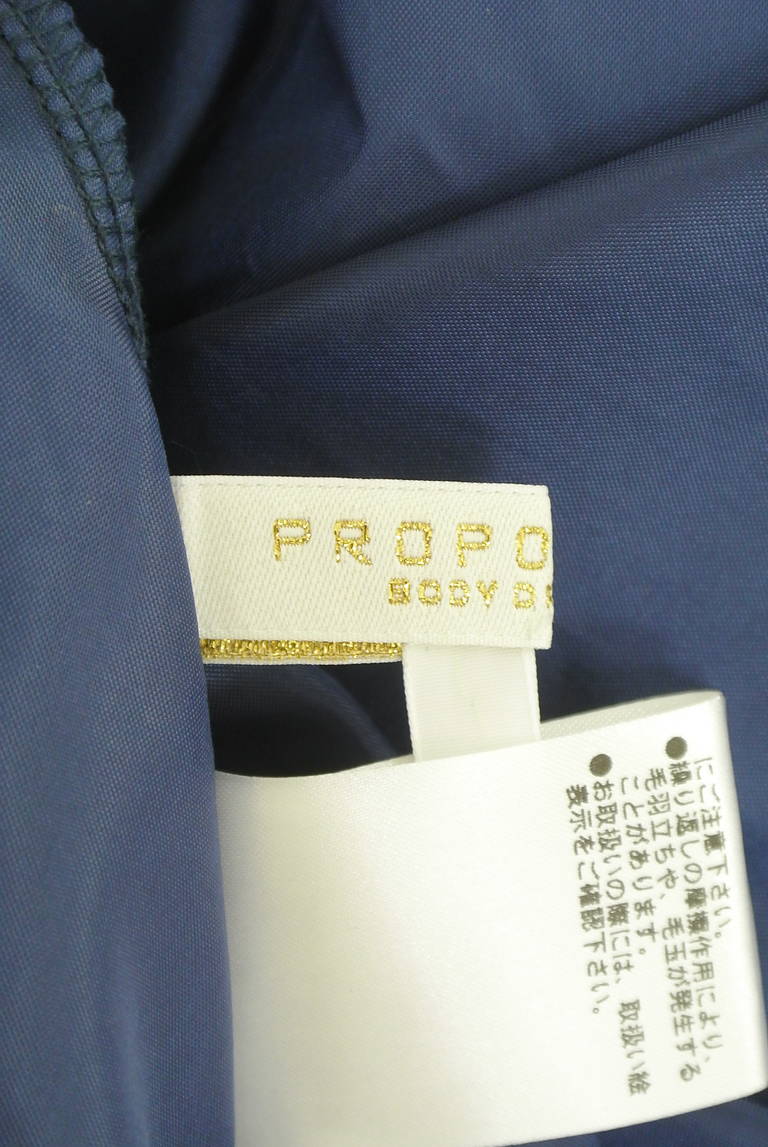 PROPO
BODY DR
にご注意下さい。
●繰り返しの摩擦作用により、
毛羽立ちや、毛玉が発生する
ことがあります。
●お取扱いの際には、取扱い絵
表示をご確認下さい。